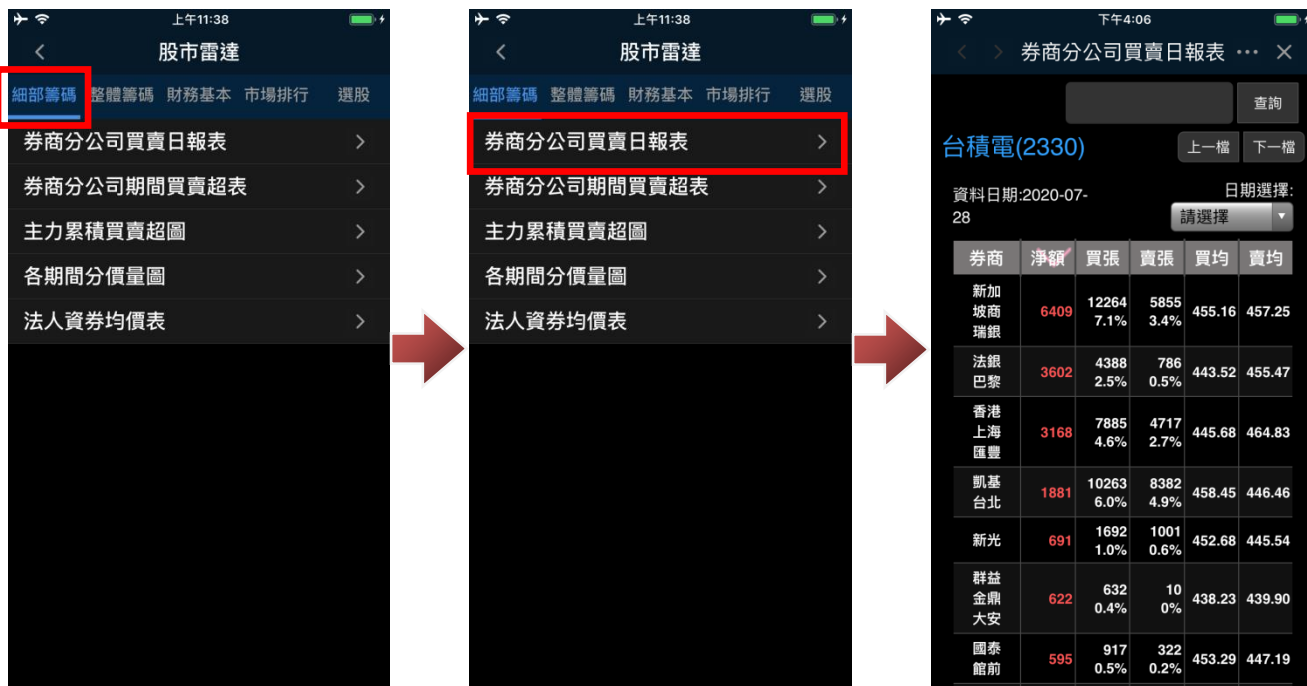 上午11:38
股市雷達
細部籌碼 整體籌碼 財務基本 市場排行 選股
券商分公司買賣日報表
券商分公司期間買賣超表
主力累積買賣超圖
各期間分價量圖
法人資券均價表
上午11:38
股市雷達
細部籌碼 整體籌碼 財務基本 市場排行 選股
券商分公司買賣日報表
券商分公司期間買賣超表
主力累積買賣超圖
各期間分價量圖
法人資券均價表
下午4:06
券商分公司買賣日報表
查詢
台積電(2330) 上一檔 下一檔
資料日期:2020-07-
28
日期選擇:
請選擇
券商 淨額 買張 賣張 買均 賣均
新加
坡商
瑞銀
6409
12264
7.1%
5855
3.4%
455.16 457.25
法銀
巴黎
3602
4388
2.5%
786
0.5%
443.52 455.47
香港
上海
匯豐
3168
7885
4.6%
4717
2.7%
445.68 464.83
凱基
台北
1881
10263
6.0%
8382
4.9%
458.45 446.46
新光
691
1692
1.0%
1001
0.6%
452.68 445.54
群益
金鼎
大安
622
632
0.4%
10
0%
438.23 439.90
國泰
館前
595
917
0.5%
322
0.2%
453.29 447.19